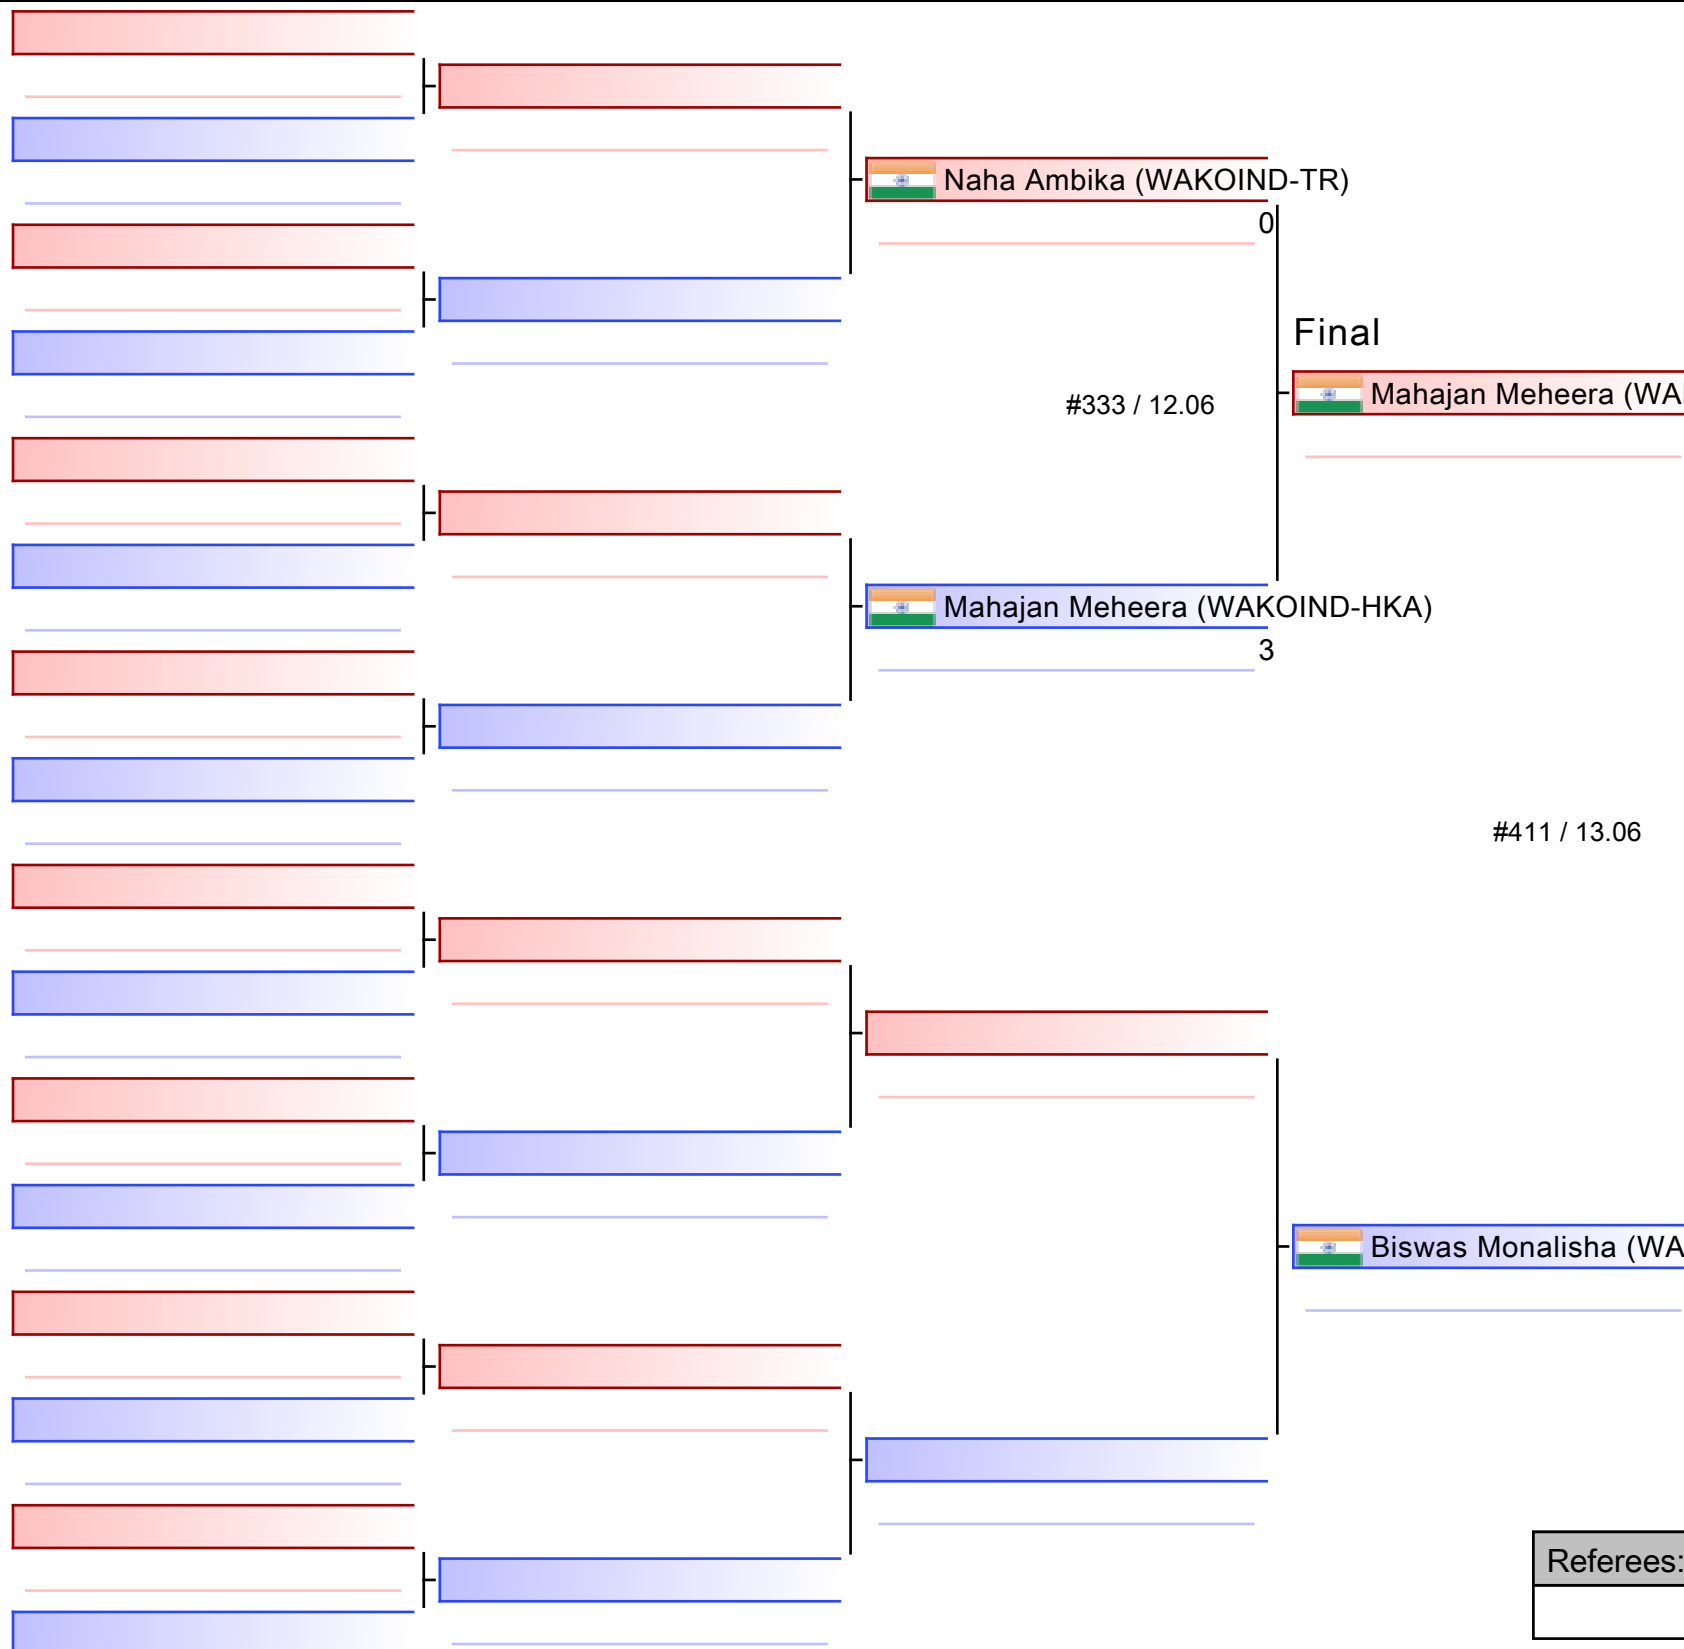 Naha Ambika (WAKOIND-TR)
0
Final
#333 / 12.06
Mahajan Meheera (WA
Mahajan Meheera (WAKOIND-HKA)
3
#411 / 13.06
Biswas Monalisha (WA
Referees: